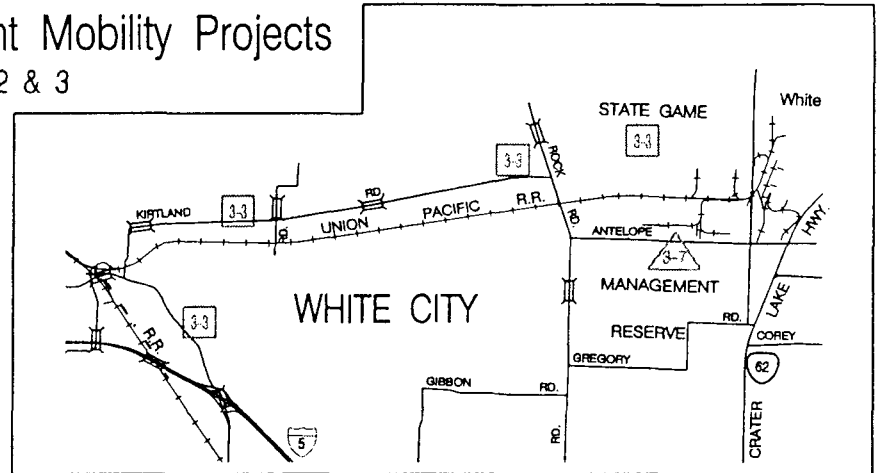 nt Mobility Projects
2 & 3
STATE GAME
White
3-3
3-3
ROCK
RD.
KIRTLAND
3-3
RD.
UNION PACIFIC R.R.
RD.
ANTELOPE
HWY.
3-7
MANAGEMENT
3-3
WHITE CITY
LAKE
R.R.
RESERVE
RD.
COREY
GREGORY
62
GIBBON
RD.
RD.
CRATER
5